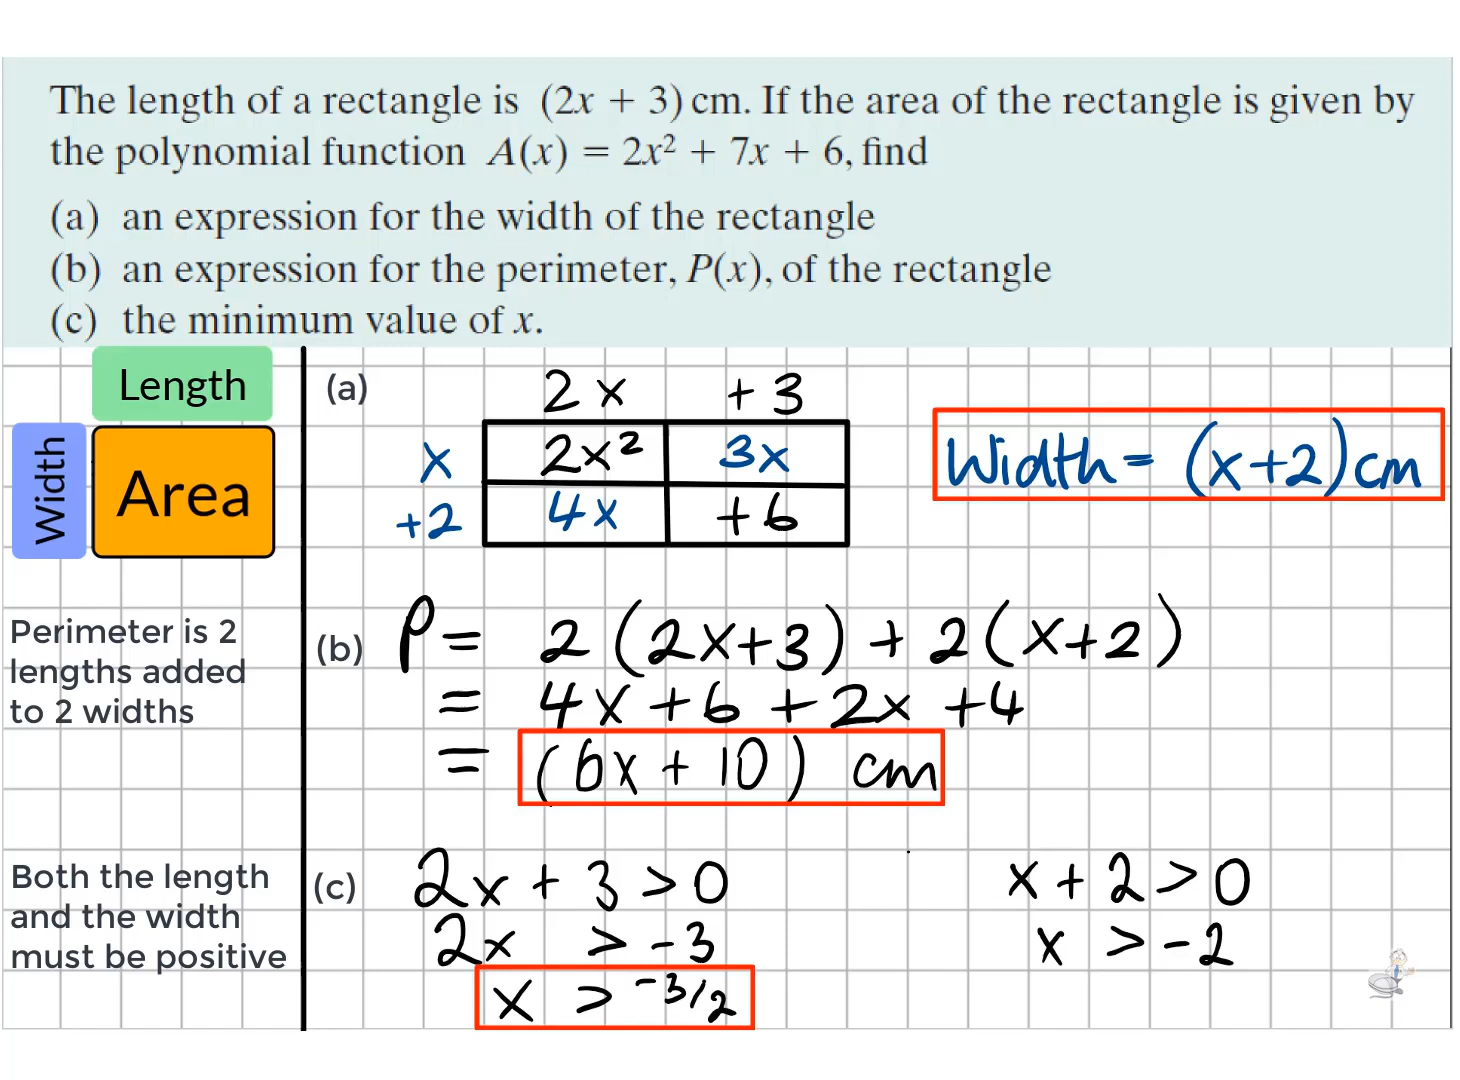 The length of a rectangle is (2x + 3) cm. If the area of the rectangle is given by
the polynomial function A(x) = 2x² + 7x + 6, find
(a) an expression for the width of the rectangle
(b) an expression for the perimeter, P(x), of the rectangle
(c) the minimum value of x.
Length
Width
Area
(a)
2x + 3
x 2x² 3x
+2 4x +6
Width = (x+2)cm
Perimeter is 2
lengths added
to 2 widths
(b) P = 2(2x+3) + 2(x+2)
= 4x + 6 + 2x + 4
= (6x + 10) cm
Both the length
and the width
must be positive
(c) 2x + 3 > 0
2x > -3
x > -3/2
x + 2 > 0
x > -2